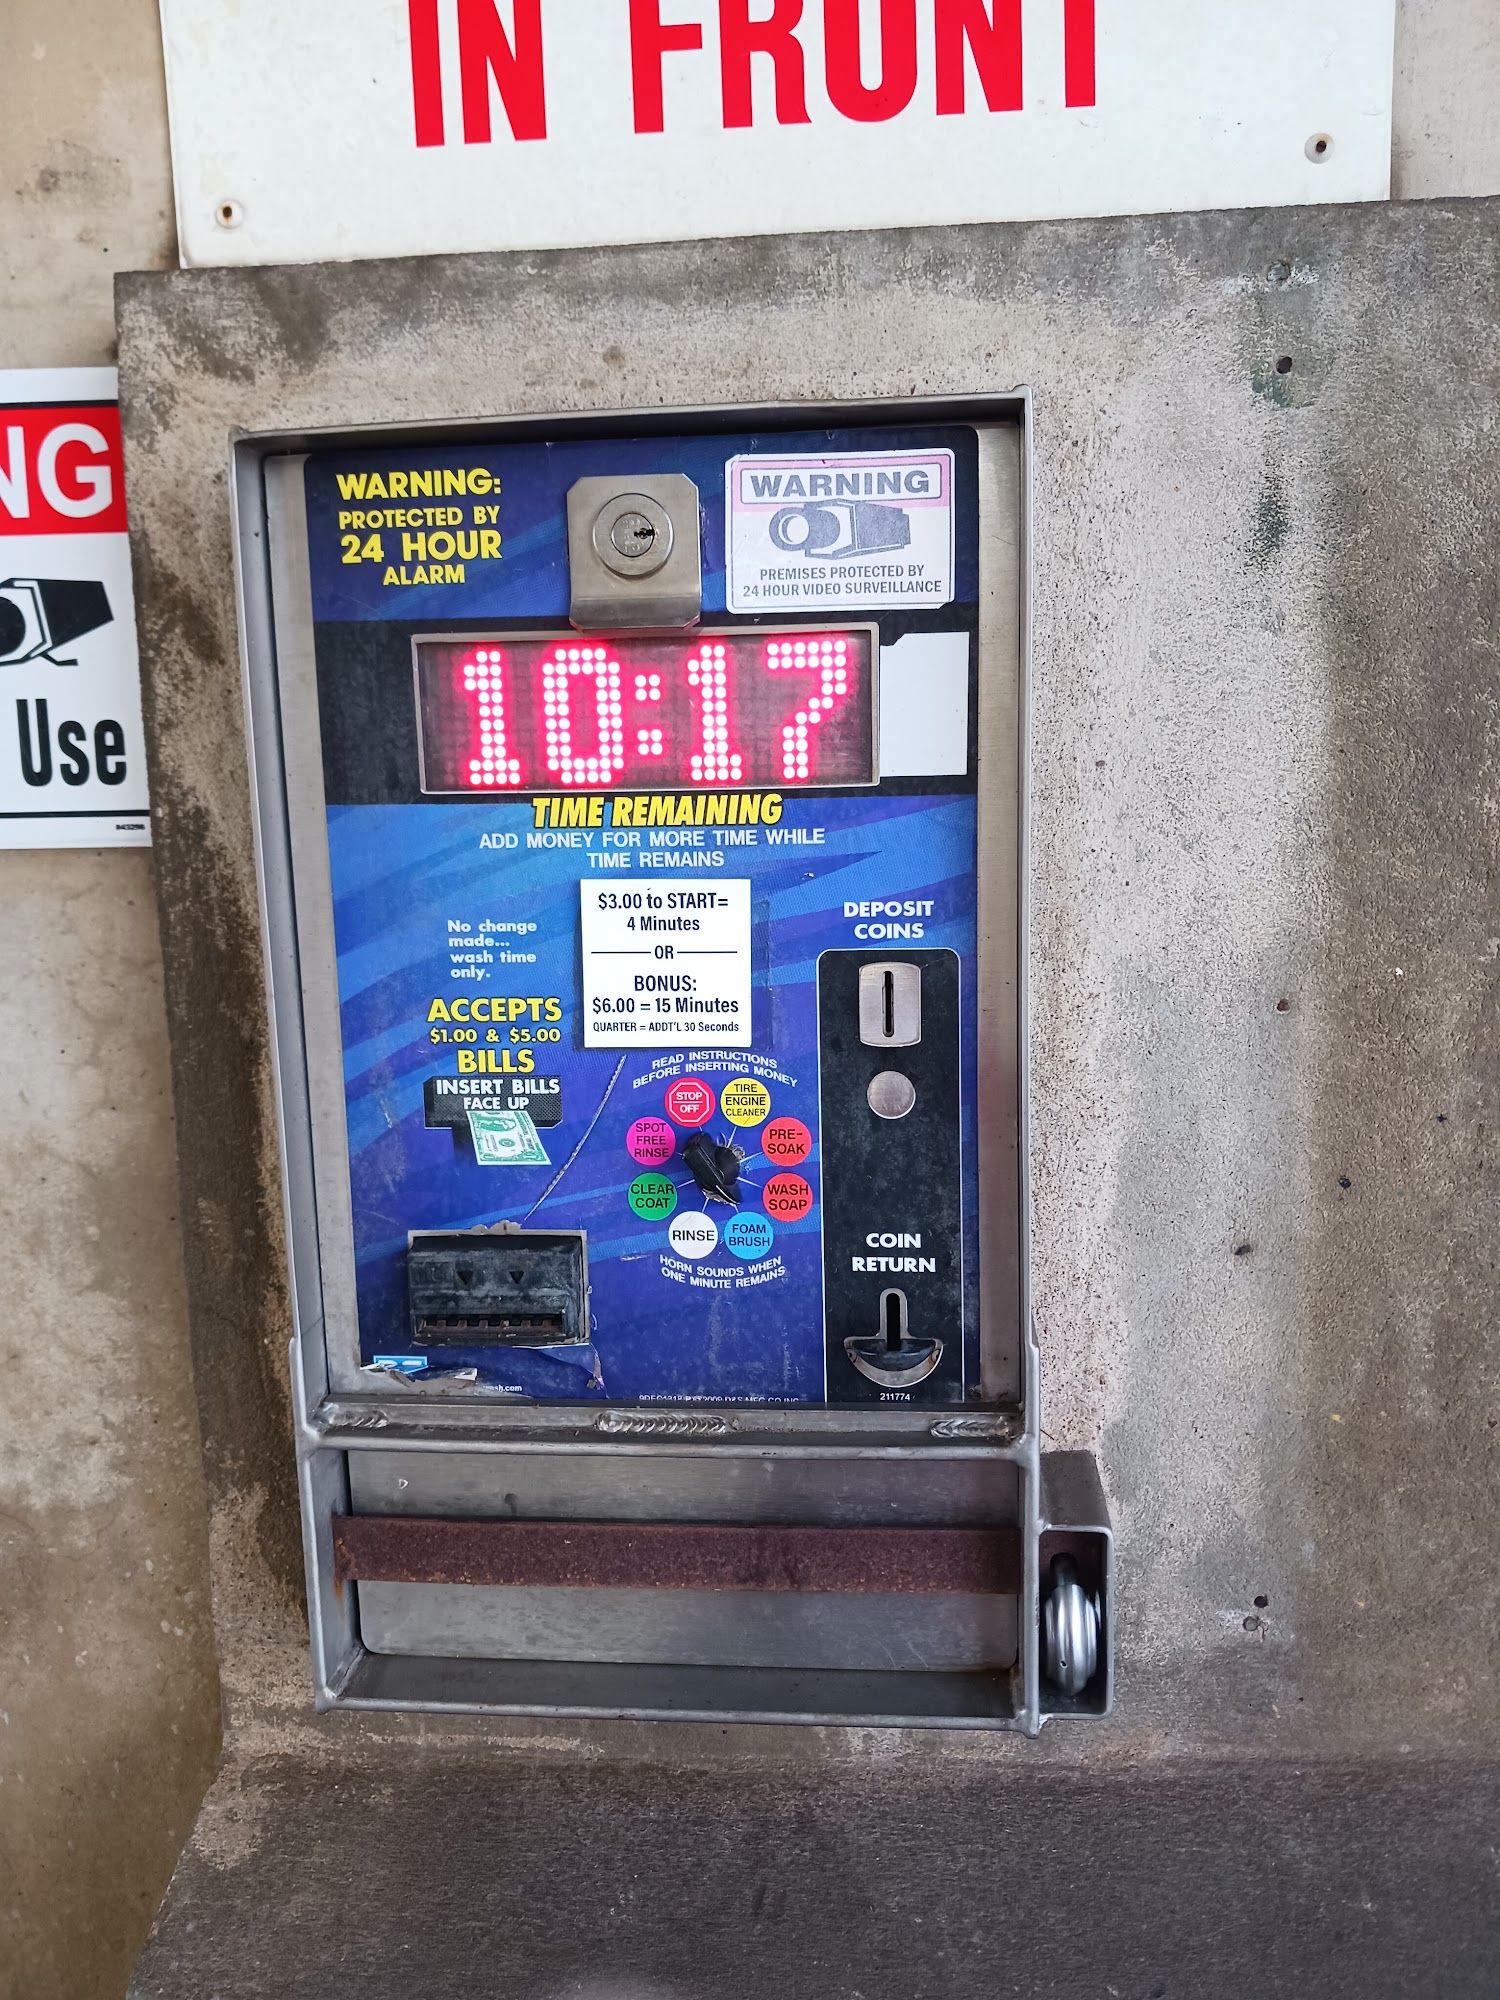 IN FRONT
NG
Use
WARNING:
PROTECTED BY
24 HOUR
ALARM
WARNING
PREMISES PROTECTED BY
24 HOUR VIDEO SURVEILLANCE
10:17
TIME REMAINING
ADD MONEY FOR MORE TIME WHILE
TIME REMAINS
$3.00 to START=
4 Minutes
OR
BONUS:
$6.00 = 15 Minutes
QUARTER = ADDT'L 30 Seconds
No change
made...
wash time
only.
ACCEPTS
$1.00 & $5.00
BILLS
INSERT BILLS
FACE UP
READ INSTRUCTIONS
BEFORE INSERTING MONEY
STOP
OFF
TIRE
ENGINE
CLEANER
PRE-
SOAK
WASH
SOAP
FOAM
BRUSH
RINSE
CLEAR
COAT
SPOT
FREE
RINSE
HORN SOUNDS WHEN
ONE MINUTE REMAINS
DEPOSIT
COINS
COIN
RETURN
211774